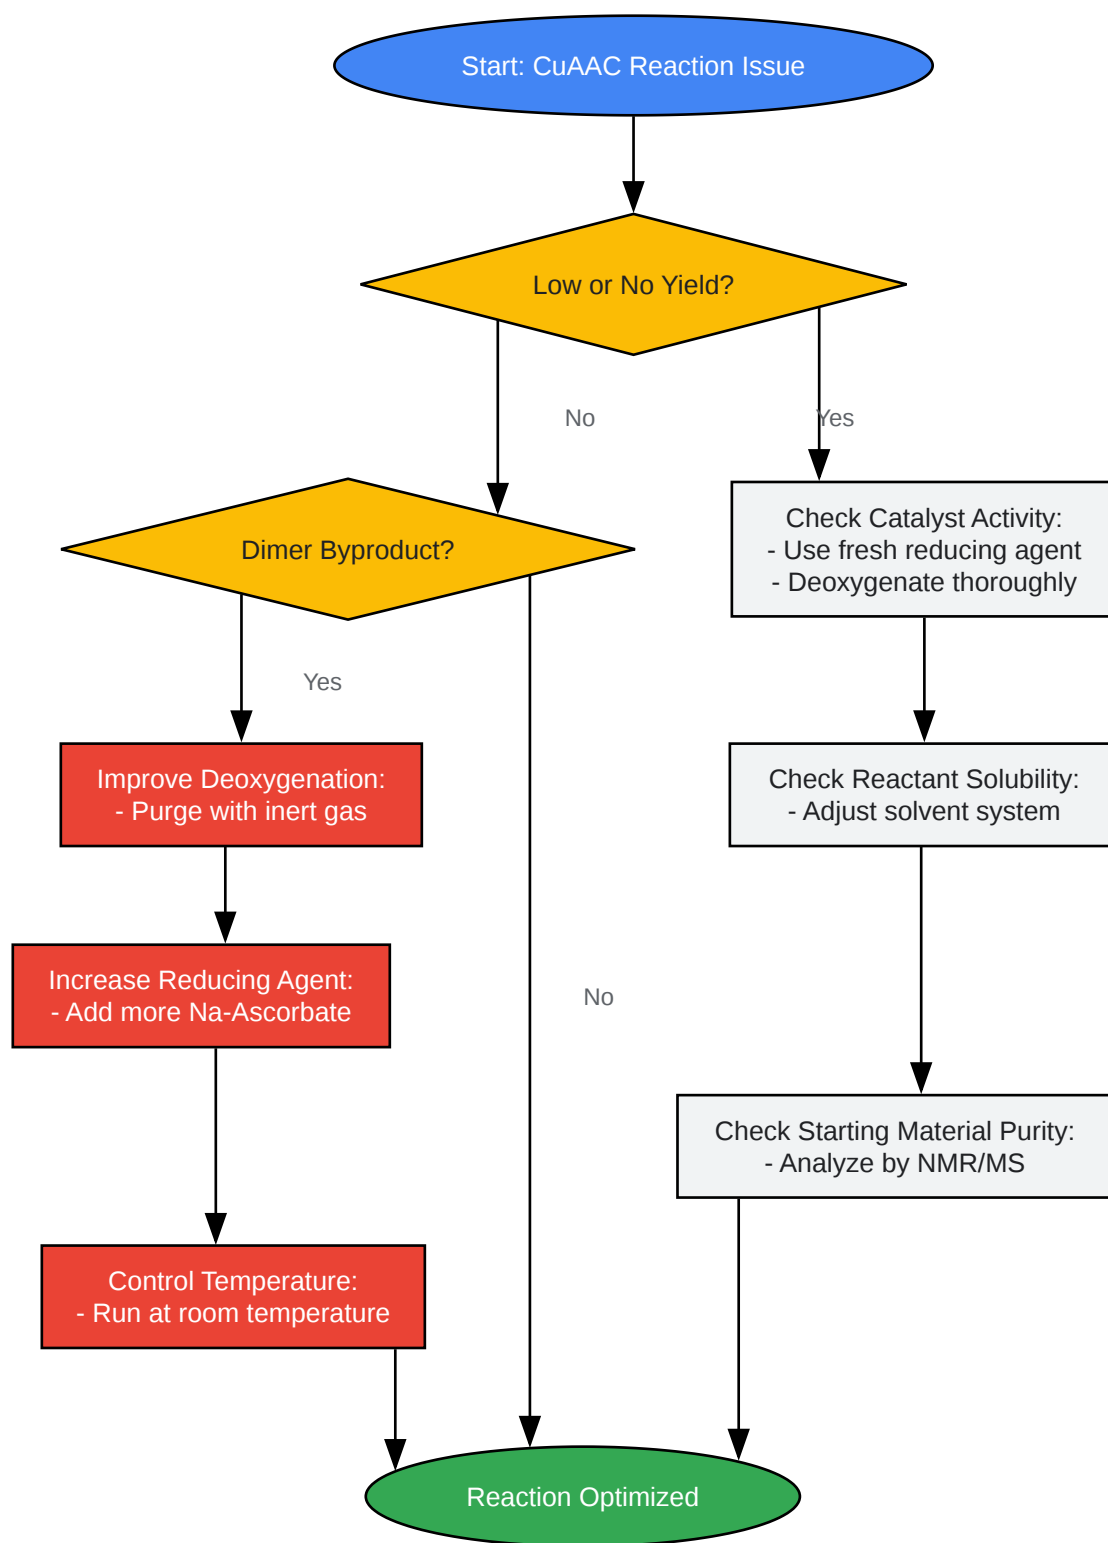 Start: CuAAC Reaction Issue
Low or No Yield?
No
Yes
Dimer Byproduct?
Check Catalyst Activity:
- Use fresh reducing agent
- Deoxygenate thoroughly
Yes
Improve Deoxygenation:
- Purge with inert gas
Check Reactant Solubility:
- Adjust solvent system
Increase Reducing Agent:
- Add more Na-Ascorbate
No
Check Starting Material Purity:
- Analyze by NMR/MS
Control Temperature:
- Run at room temperature
Reaction Optimized